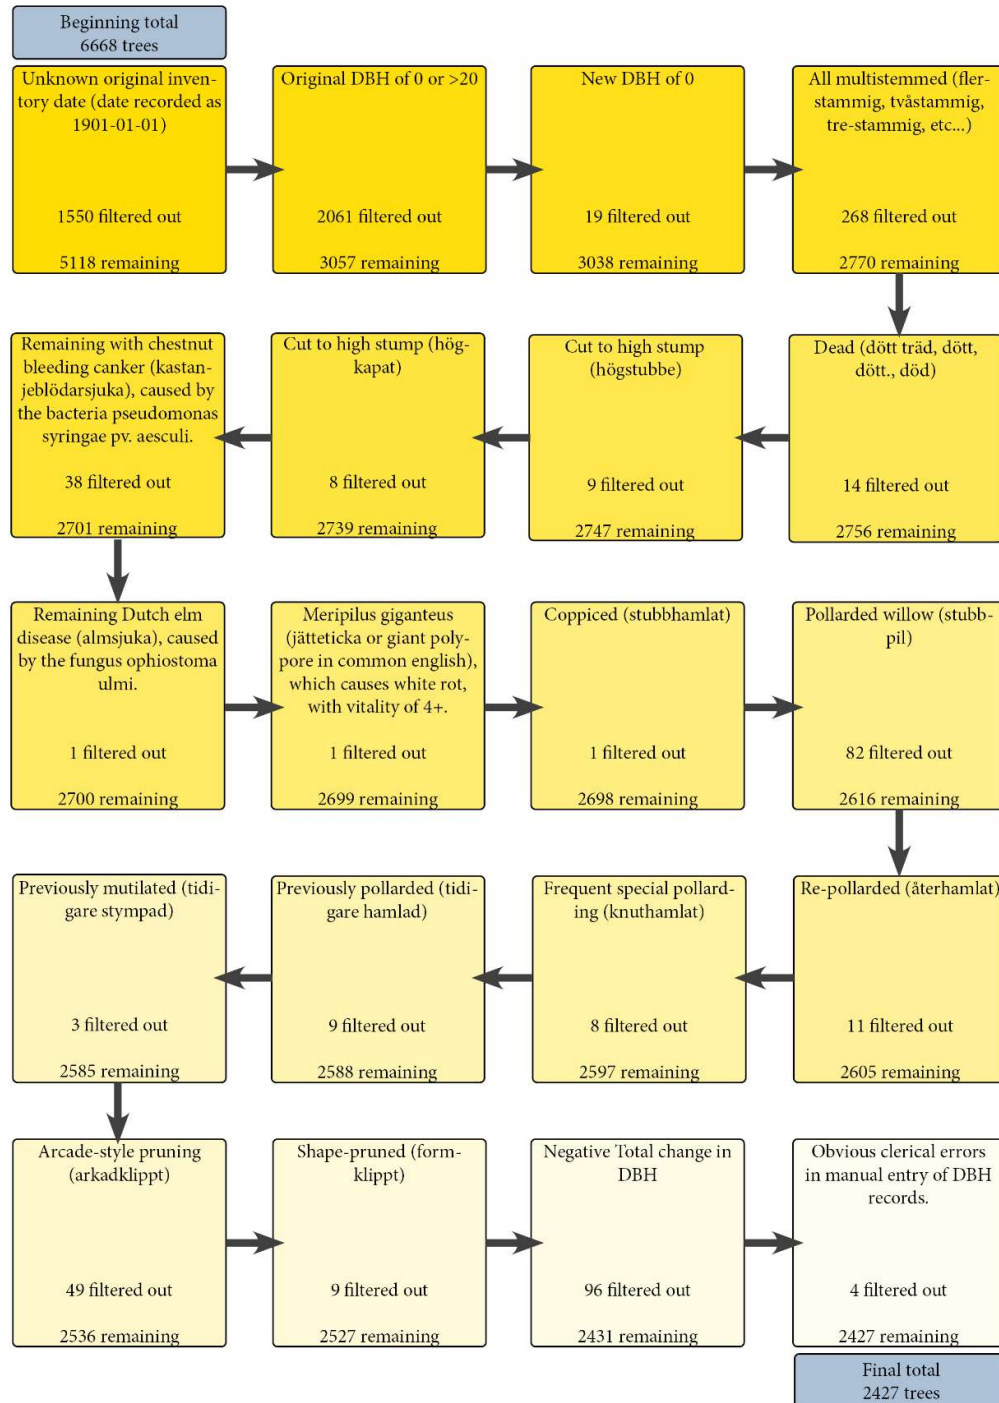 Beginning total
6668 trees
Unknown original inven-
tory date (date recorded as
1901-01-01)
1550 filtered out
5118 remaining
Original DBH of 0 or >20
2061 filtered out
3057 remaining
New DBH of 0
19 filtered out
3038 remaining
All multistemmed (fler-
stammig, tvåstammig,
tre-stammig, etc...)
268 filtered out
2770 remaining
Dead (dött träd, dött,
dött., död)
14 filtered out
2756 remaining
Cut to high stump
(högstubbe)
9 filtered out
2747 remaining
Cut to high stump (hög-
kapat)
8 filtered out
2739 remaining
Remaining with chestnut
bleeding canker (kastan-
jeblödarsjuka), caused by
the bacteria pseudomonas
syringae pv. aesculi.
38 filtered out
2701 remaining
Remaining Dutch elm
disease (almsjuka), caused
by the fungus ophiostoma
ulmi.
1 filtered out
2700 remaining
Meripilus giganteus
(jätteticka or giant poly-
pore in common english),
which causes white rot,
with vitality of 4+.
1 filtered out
2699 remaining
Coppiced (stubbhamlat)
1 filtered out
2698 remaining
Pollarded willow (stubb-
pil)
82 filtered out
2616 remaining
Re-pollarded (återhamlat)
11 filtered out
2605 remaining
Frequent special pollard-
ing (knuthamlat)
8 filtered out
2597 remaining
Previously pollarded (tidi-
gare hamlad)
9 filtered out
2588 remaining
Previously mutilated (tidi-
gare stympad)
3 filtered out
2585 remaining
Arcade-style pruning
(arkadklippt)
49 filtered out
2536 remaining
Shape-pruned (form-
klippt)
9 filtered out
2527 remaining
Negative Total change in
DBH
96 filtered out
2431 remaining
Obvious clerical errors
in manual entry of DBH
records.
4 filtered out
2427 remaining
Final total
2427 trees